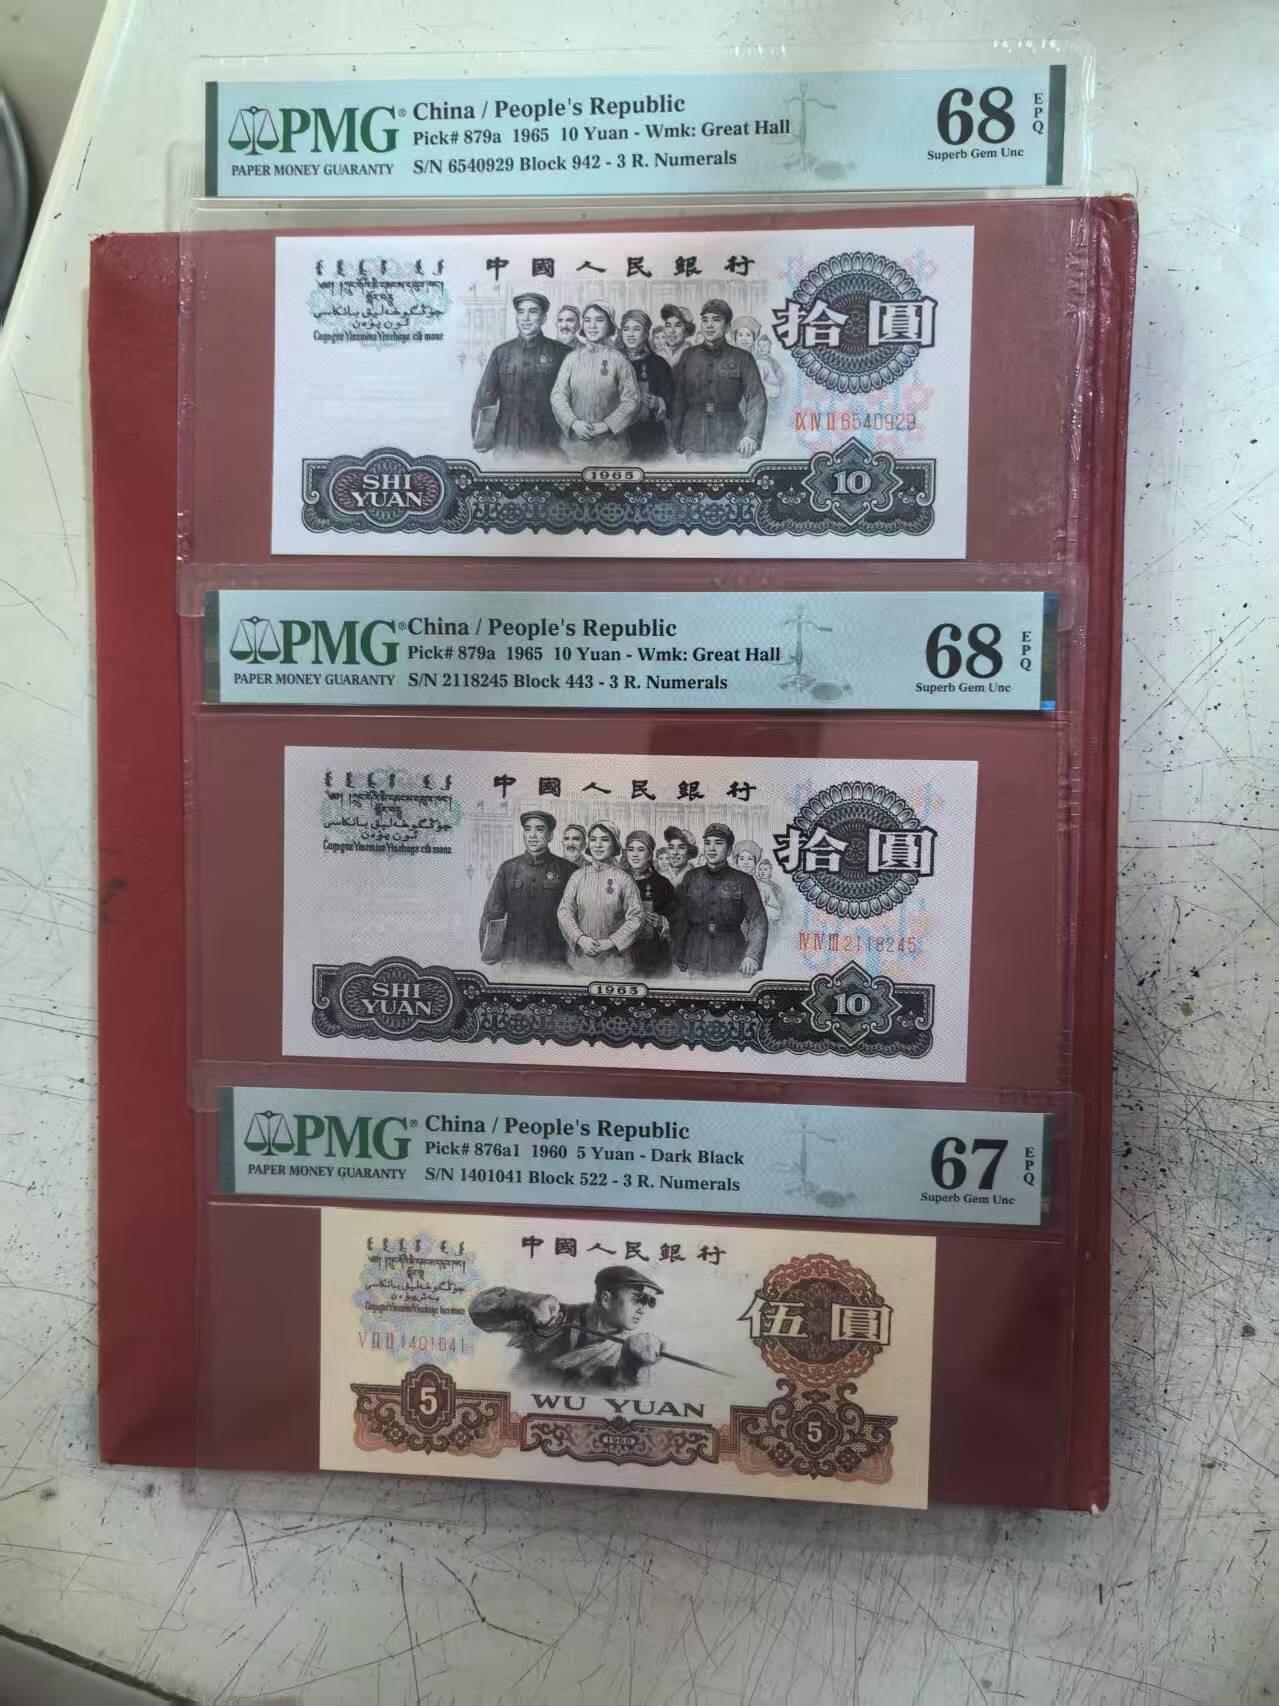 PMG®
PAPER MONEY GUARANTY
China / People's Republic
Pick# 879a 1965 10 Yuan - Wmk: Great Hall
S/N 6540929 Block 942 - 3 R. Numerals
68
EPQ
Superb Gem Unc
中國人民銀行
拾圓
ⅨⅣⅡ6540929
1965
SHI
YUAN
10
PMG®
PAPER MONEY GUARANTY
China / People's Republic
Pick# 879a 1965 10 Yuan - Wmk: Great Hall
S/N 2118245 Block 443 - 3 R. Numerals
68
EPQ
Superb Gem Unc
中國人民銀行
拾圓
ⅣⅣⅢ2118245
1965
SHI
YUAN
10
PMG®
PAPER MONEY GUARANTY
China / People's Republic
Pick# 876a1 1960 5 Yuan - Dark Black
S/N 1401041 Block 522 - 3 R. Numerals
67
EPQ
Superb Gem Unc
中國人民銀行
伍圓
ⅤⅡⅡ1401041
WU YUAN
5
1960
5